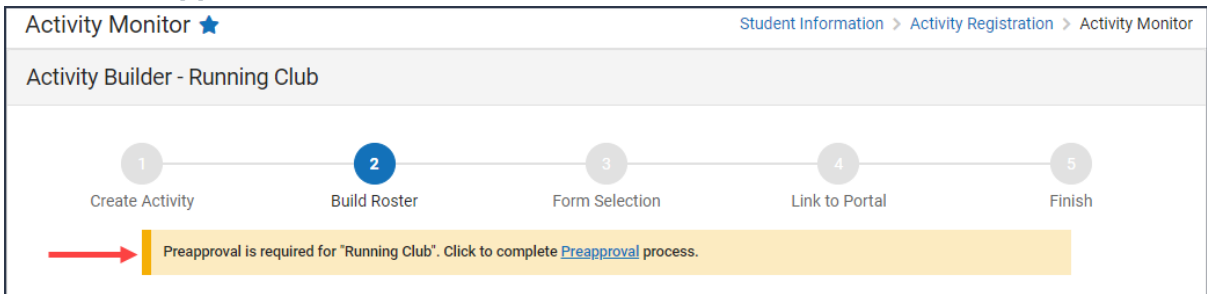 Activity Monitor
Student Information > Activity Registration > Activity Monitor
Activity Builder - Running Club
1
2
3
4
5
Create Activity
Build Roster
Form Selection
Link to Portal
Finish
Preapproval is required for "Running Club". Click to complete Preapproval process.